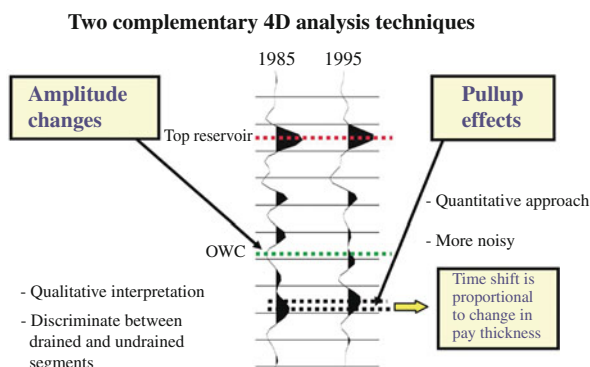 Two complementary 4D analysis techniques
1985
1995
Amplitude
changes
Pullup
effects
Top reservoir
- Quantitative approach
- More noisy
OWC
- Qualitative interpretation
- Discriminate between
drained and undrained
segments
Time shift is
proportional
to change in
pay thickness